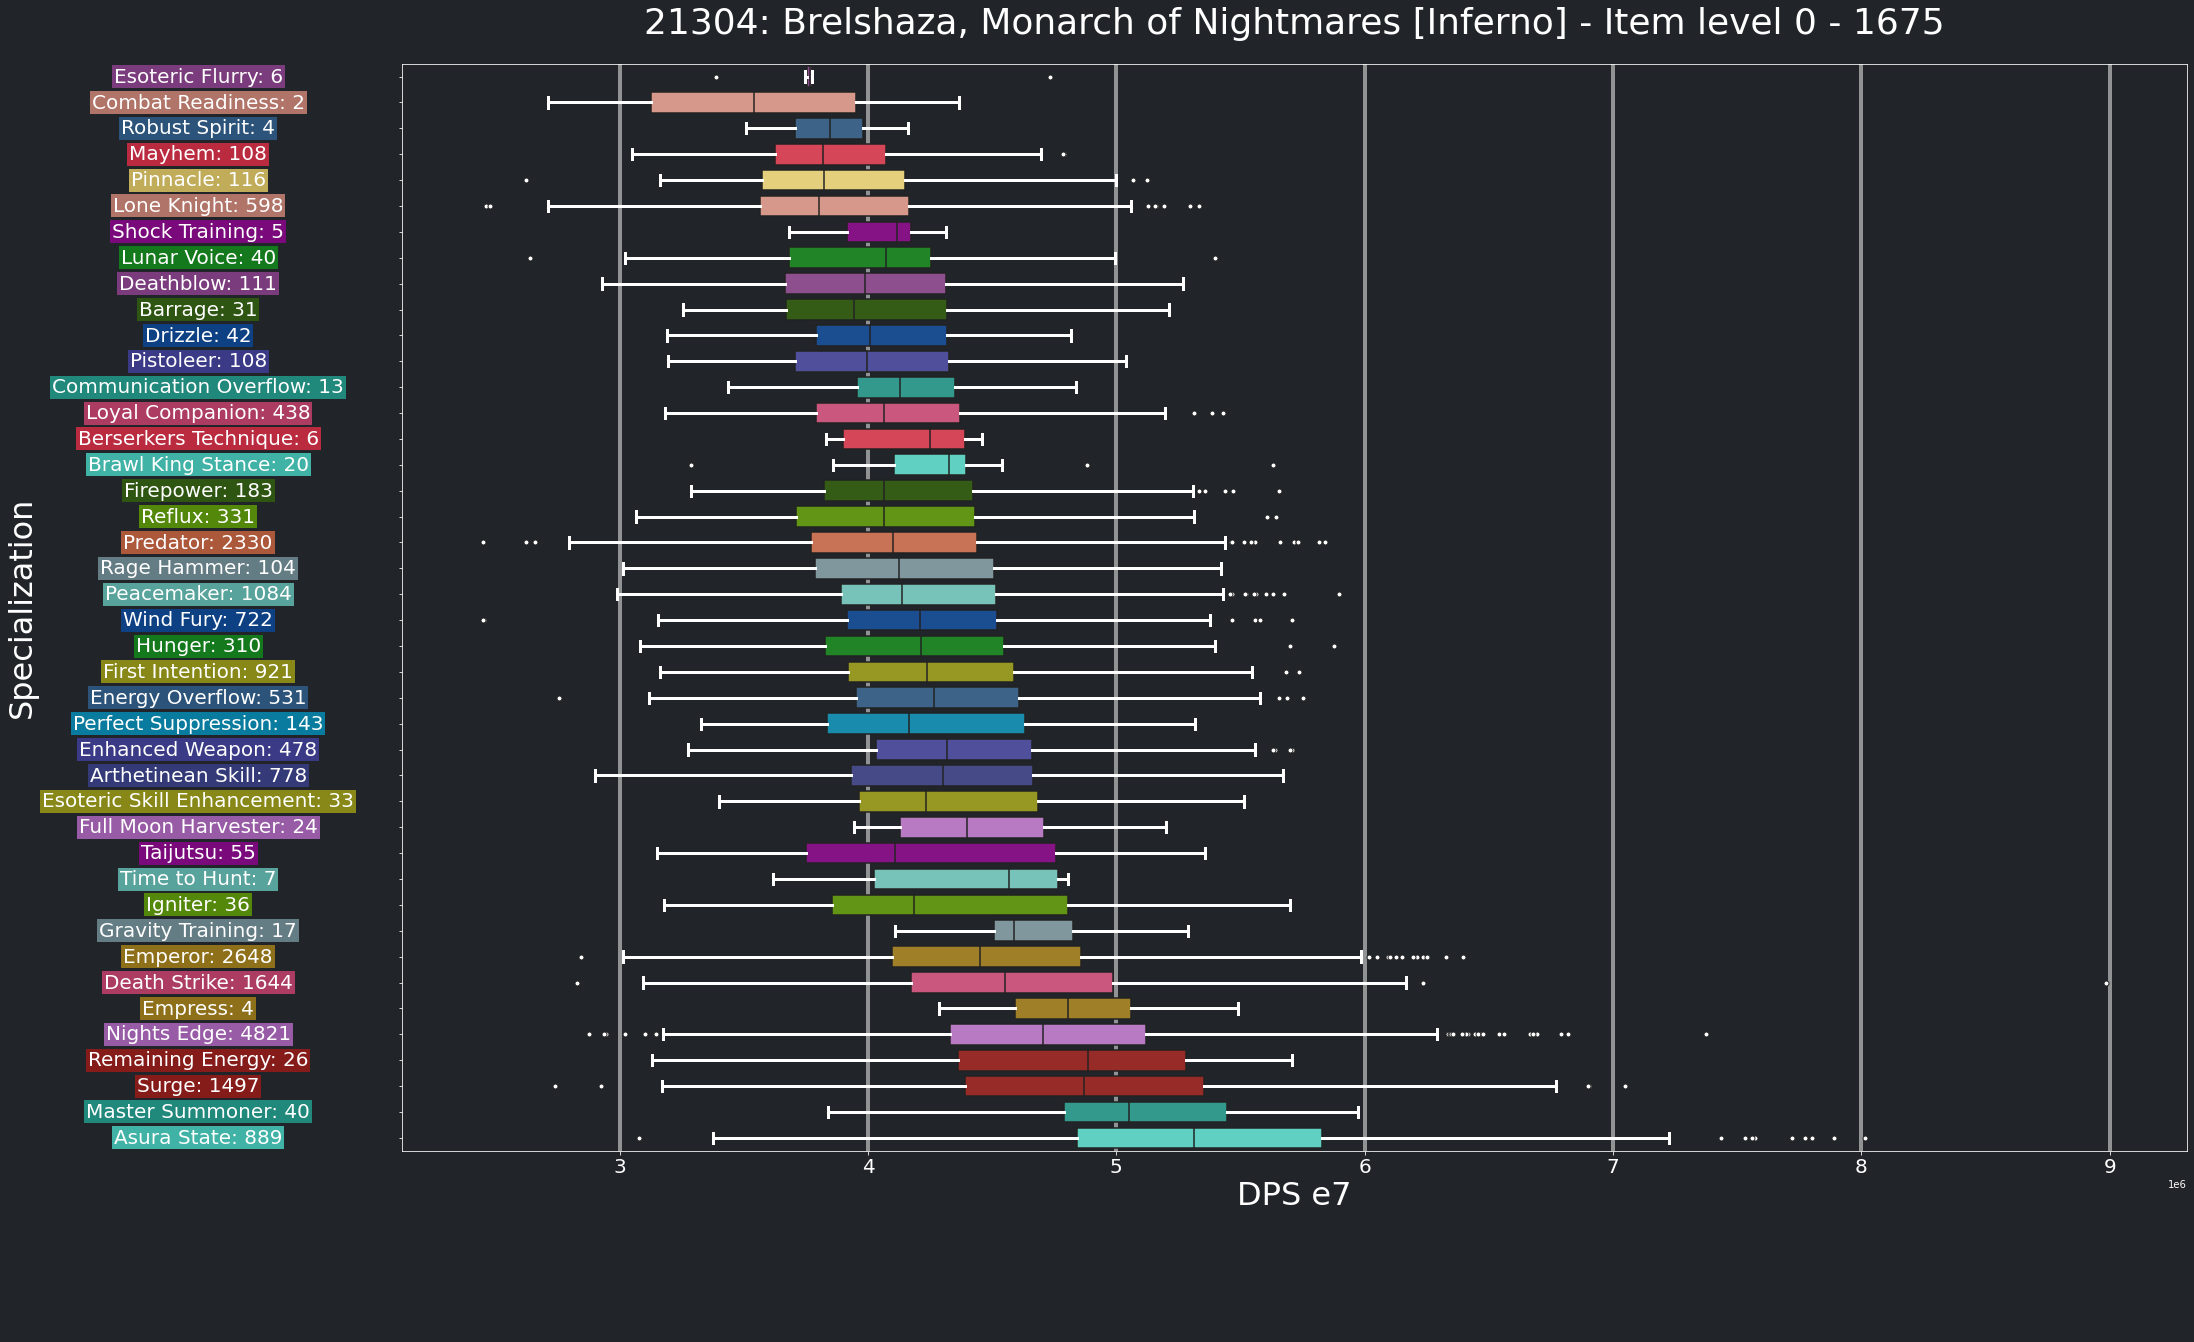 21304: Brelshaza, Monarch of Nightmares [Inferno] - Item level 0 - 1675
Specialization
Esoteric Flurry: 6
Combat Readiness: 2
Robust Spirit: 4
Mayhem: 108
Pinnacle: 116
Lone Knight: 598
Shock Training: 5
Lunar Voice: 40
Deathblow: 111
Barrage: 31
Drizzle: 42
Pistoleer: 108
Communication Overflow: 13
Loyal Companion: 438
Berserkers Technique: 6
Brawl King Stance: 20
Firepower: 183
Reflux: 331
Predator: 2330
Rage Hammer: 104
Peacemaker: 1084
Wind Fury: 722
Hunger: 310
First Intention: 921
Energy Overflow: 531
Perfect Suppression: 143
Enhanced Weapon: 478
Arthetinean Skill: 778
Esoteric Skill Enhancement: 33
Full Moon Harvester: 24
Taijutsu: 55
Time to Hunt: 7
Igniter: 36
Gravity Training: 17
Emperor: 2648
Death Strike: 1644
Empress: 4
Nights Edge: 4821
Remaining Energy: 26
Surge: 1497
Master Summoner: 40
Asura State: 889
3 4 5 6 7 8 9
DPS e7
1e6